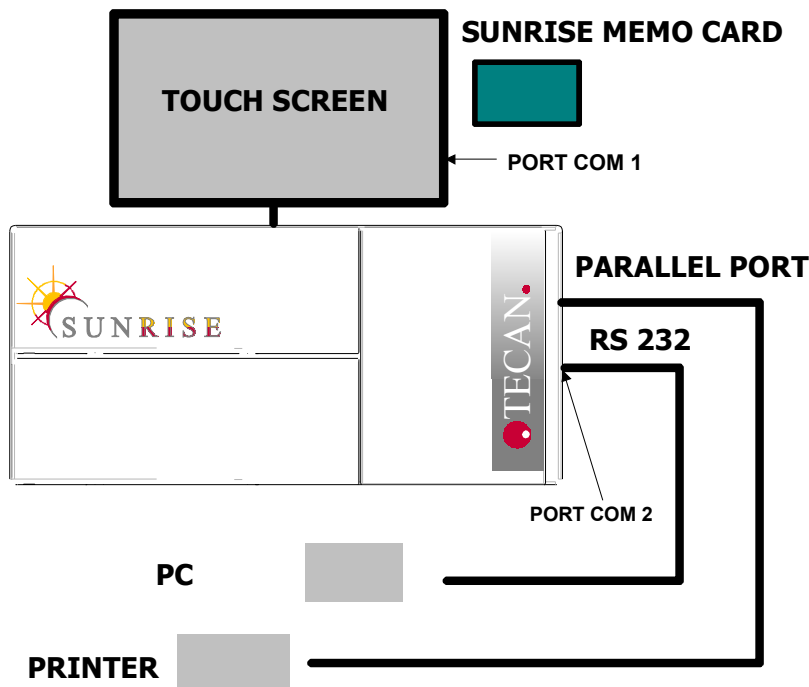 SUNRISE MEMO CARD
TOUCH SCREEN
PORT COM 1
PARALLEL PORT
SUNRISE
TECAN.
RS 232
PORT COM 2
PC
PRINTER